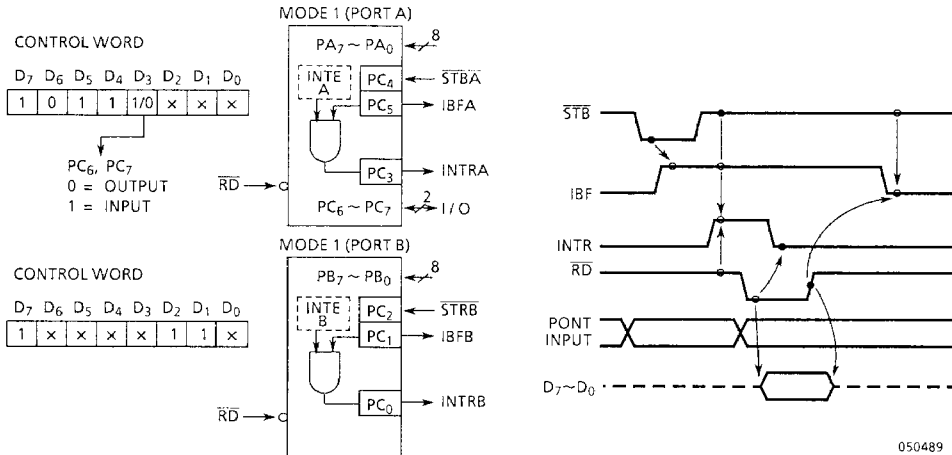 MODE 1 (PORT A)
CONTROL WORD
D7 D6 D5 D4 D3 D2 D1 D0
1 0 1 1 1/0 × × ×
PC6, PC7
0 = OUTPUT
1 = INPUT
PA7 ~ PA0
8
INTE
A
PC4
STBA
PC5
IBFA
PC3
INTRA
RD
PC6 ~ PC7
2
I/O
MODE 1 (PORT B)
CONTROL WORD
D7 D6 D5 D4 D3 D2 D1 D0
1 × × × × 1 1 ×
PB7 ~ PB0
8
INTE
B
PC2
STRB
PC1
IBFB
PC0
INTRB
RD
STB
IBF
INTR
RD
PONT
INPUT
D7~D0
050489